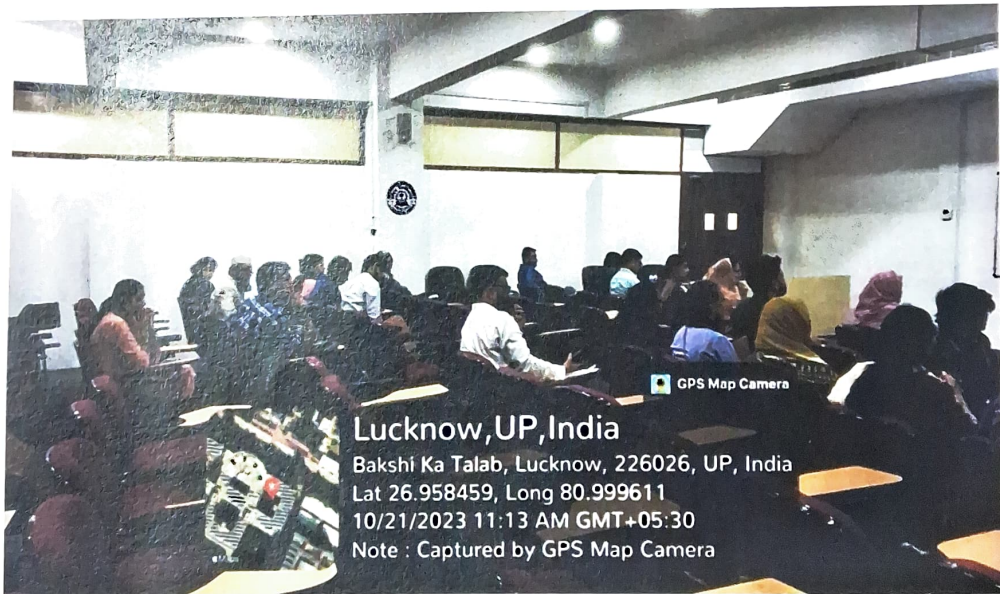 GPS Map Camera
Lucknow,UP,India
Bakshi Ka Talab, Lucknow, 226026, UP, India
Lat 26.958459, Long 80.999611
10/21/2023 11:13 AM GMT+05:30
Note : Captured by GPS Map Camera